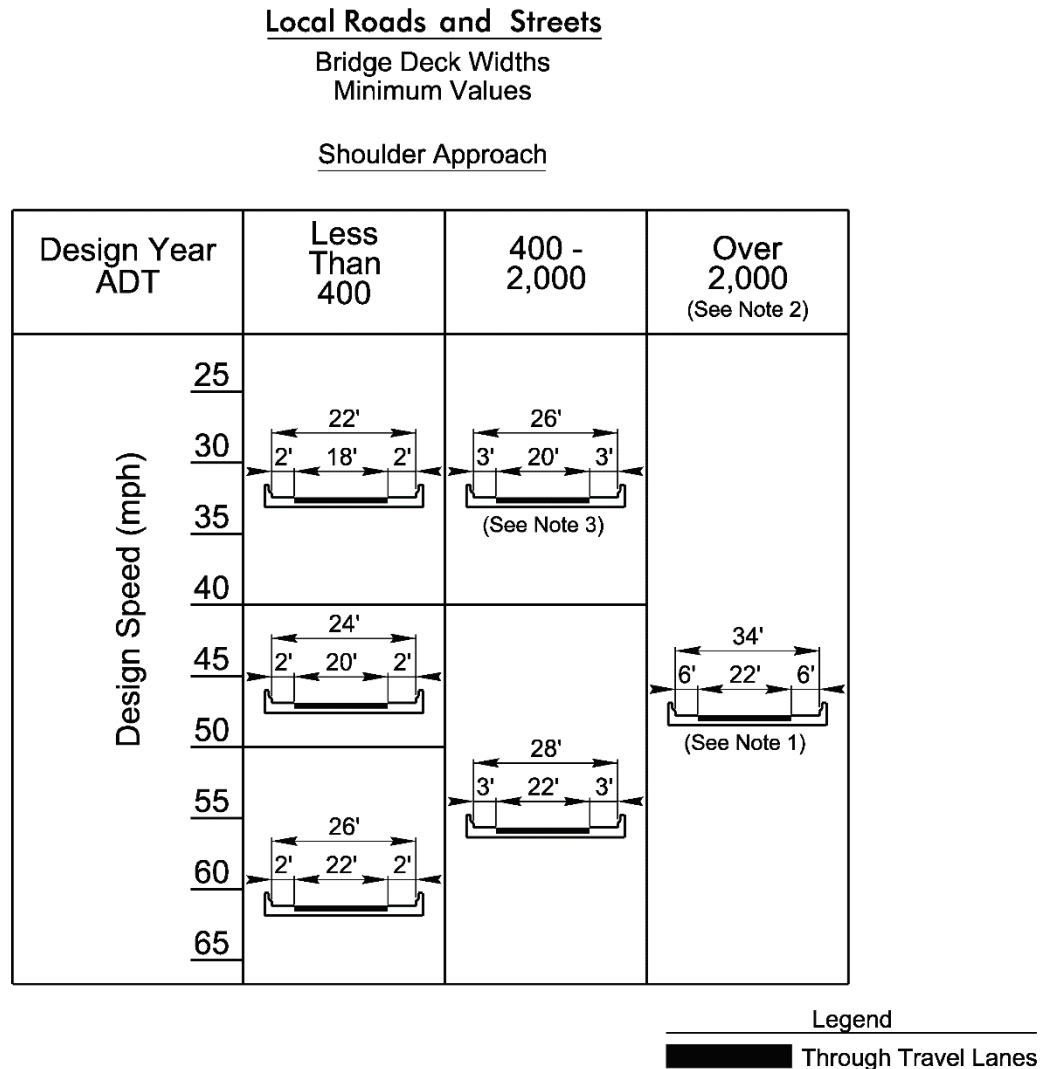 Local Roads and Streets
Bridge Deck Widths
Minimum Values
Shoulder Approach
Design Year
ADT
Less
Than
400
400 -
2,000
Over
2,000
(See Note 2)
Design Speed (mph)
25
30
35
40
45
50
55
60
65
22'
2' 18' 2'
24'
2' 20' 2'
26'
2' 22' 2'
26'
3' 20' 3'
(See Note 3)
28'
3' 22' 3'
34'
6' 22' 6'
(See Note 1)
Legend
Through Travel Lanes